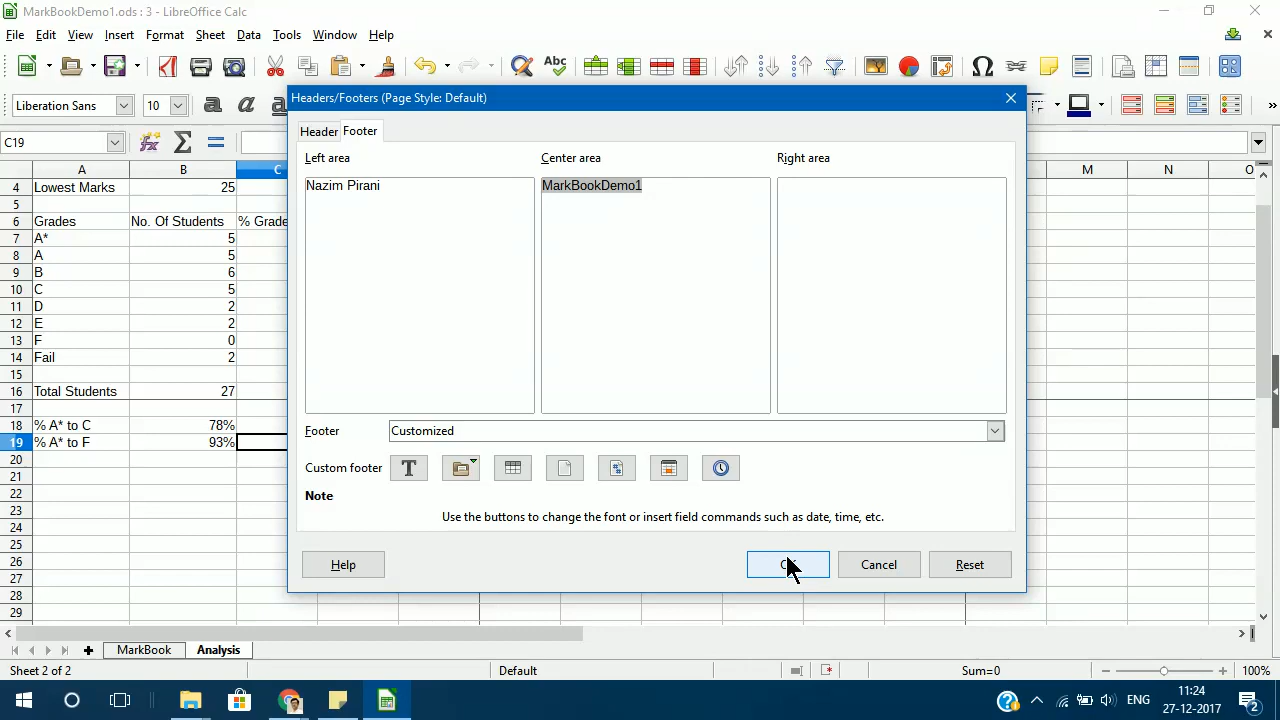 MarkBookDemo1.ods : 3 - LibreOffice Calc
File Edit View Insert Format Sheet Data Tools Window Help
Liberation Sans 10
C19
Headers/Footers (Page Style: Default)
Header Footer
Left area Center area Right area
Nazim Pirani MarkBookDemo1
Footer Customized
Custom footer
Note
Use the buttons to change the font or insert field commands such as date, time, etc.
Help Cancel Reset
A B C M N O
4 Lowest Marks 25
5
6 Grades No. Of Students % Grade
7 A* 5
8 A 5
9 B 6
10 C 5
11 D 2
12 E 2
13 F 0
14 Fail 2
15
16 Total Students 27
17
18 % A* to C 78%
19 % A* to F 93%
20
21
22
23
24
25
26
27
28
29
MarkBook Analysis
Sheet 2 of 2 Default Sum=0 100%
ENG 11:24
27-12-2017 2